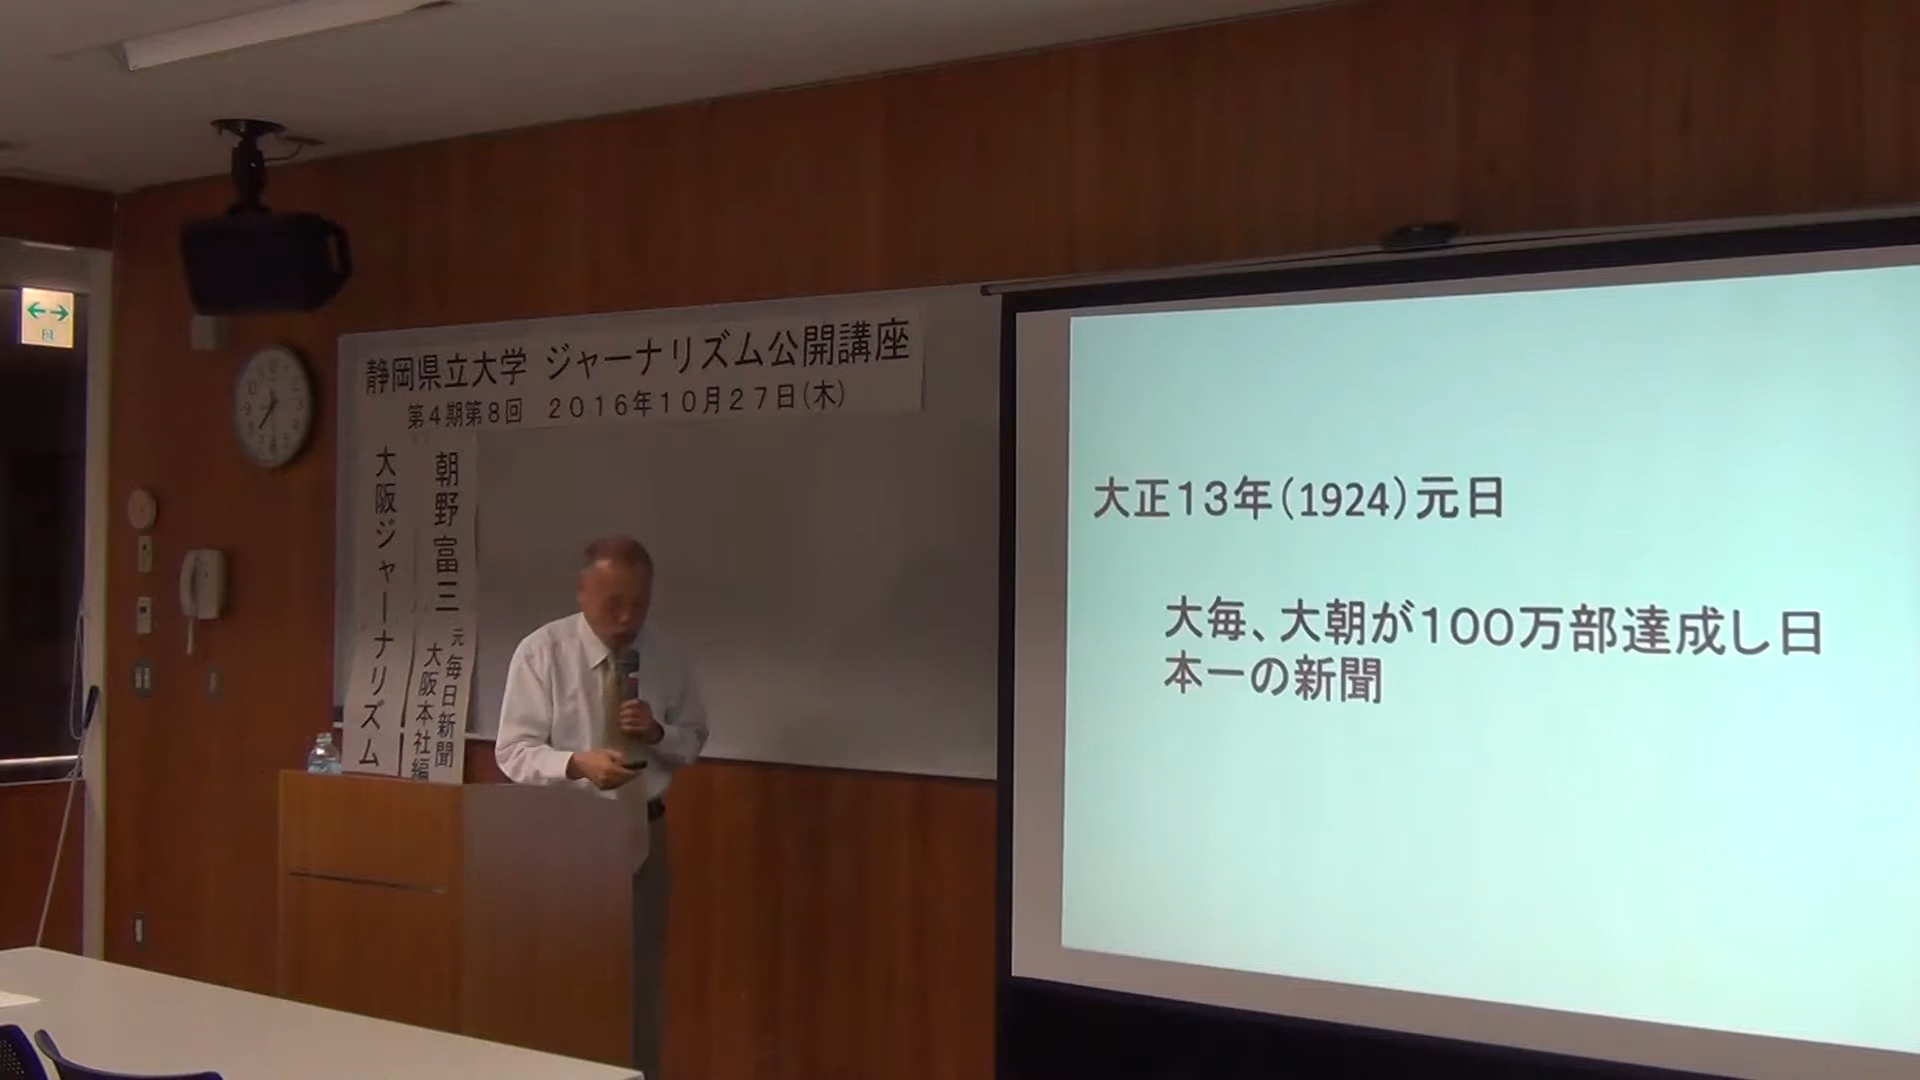 静岡県立大学 ジャーナリズム公開講座
第4期第8回 2016年10月27日(木)
朝野富三
元毎日新聞
大阪本社編
大阪ジャーナリズム
大正13年(1924)元日
大毎、大朝が100万部達成し日
本一の新聞